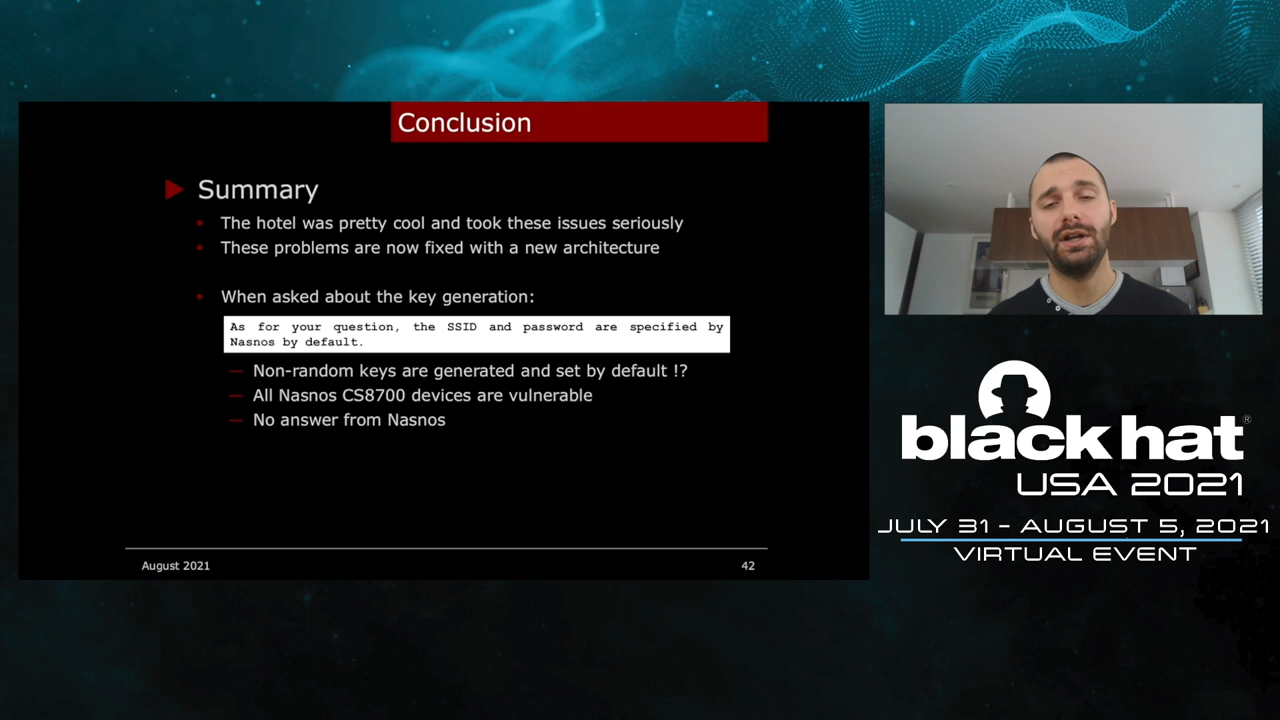 Conclusion
Summary
The hotel was pretty cool and took these issues seriously
These problems are now fixed with a new architecture
When asked about the key generation:
As for your question, the SSID and password are specified by
Nasnos by default.
— Non-random keys are generated and set by default !?
— All Nasnos CS8700 devices are vulnerable
— No answer from Nasnos
August 2021
42
black hat®
USA 2021
JULY 31 - AUGUST 5, 2021
VIRTUAL EVENT